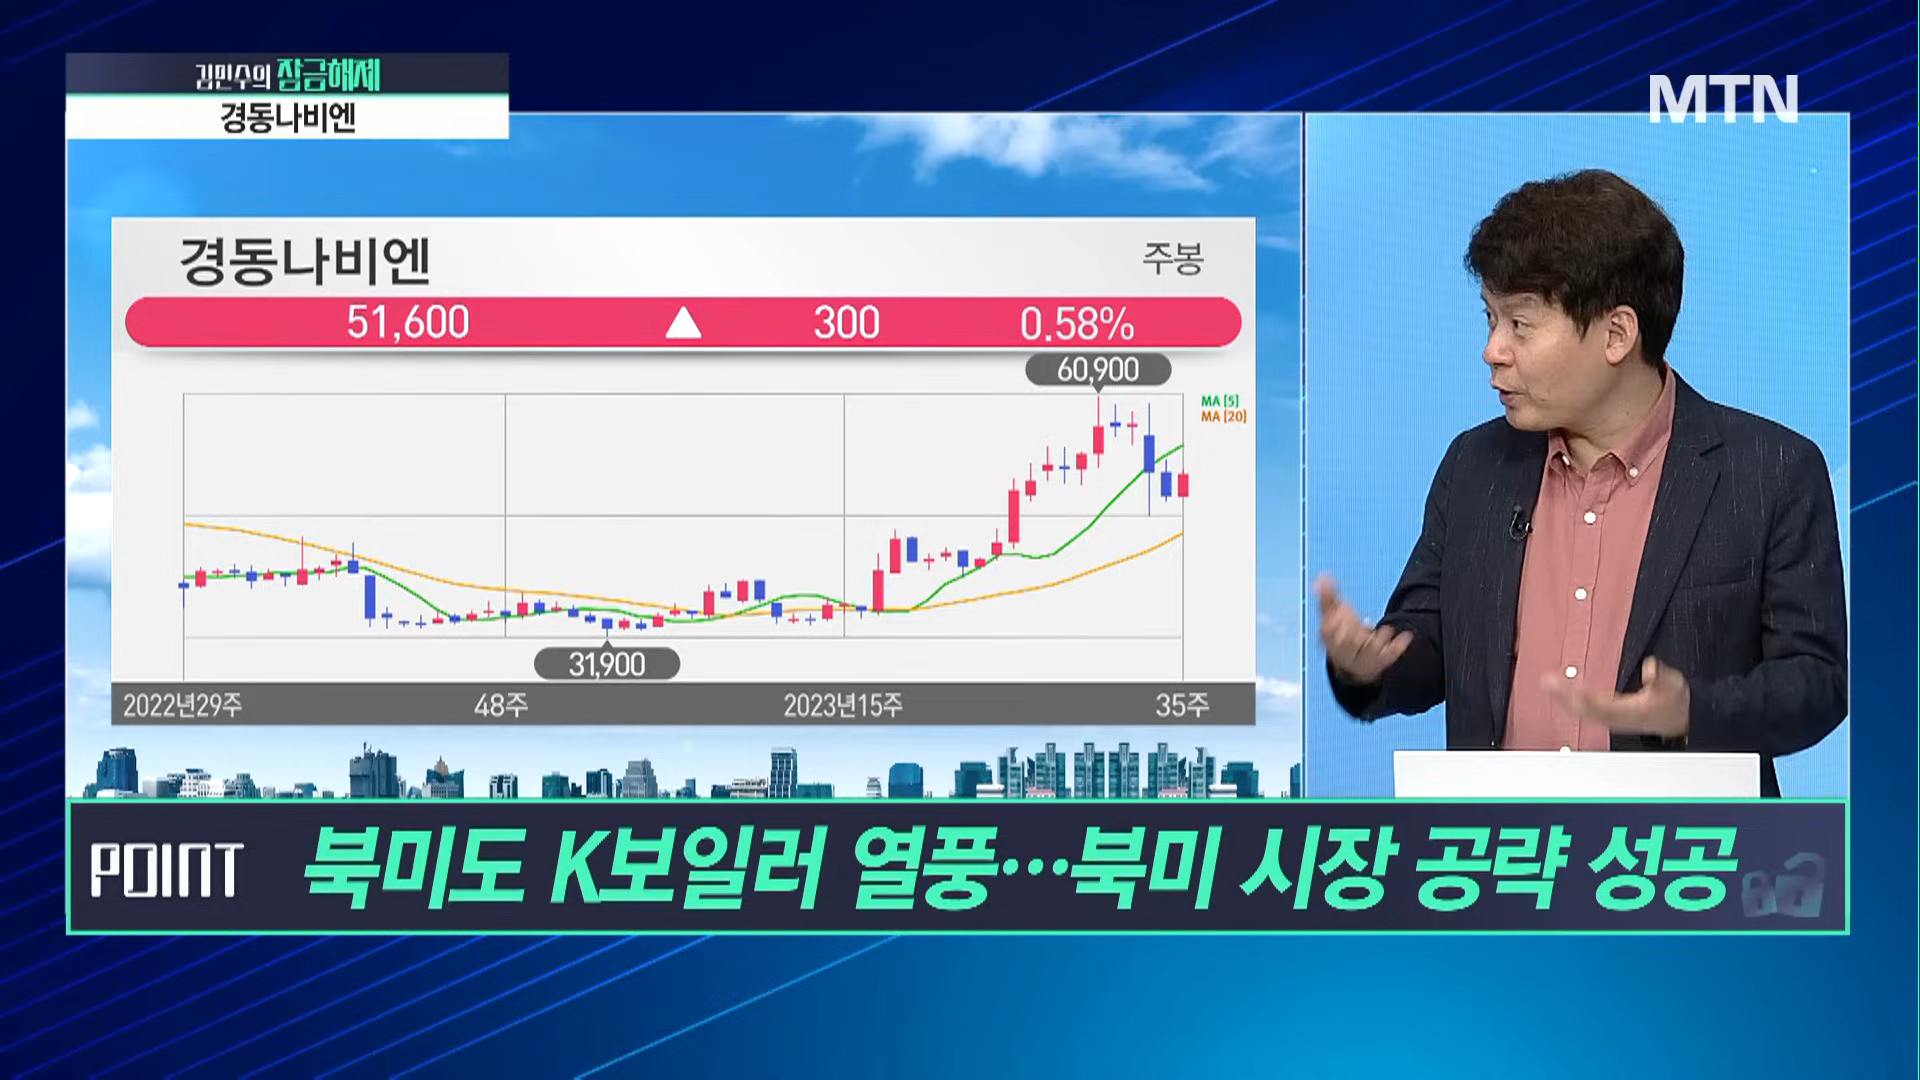 김민수의 잠금해제
경동나비엔
MTN
경동나비엔
주봉
51,600 ▲ 300 0.58%
60,900
MA [5]
MA [20]
31,900
2022년29주 48주 2023년15주 35주
POINT 북미도 K보일러 열풍…북미 시장 공략 성공